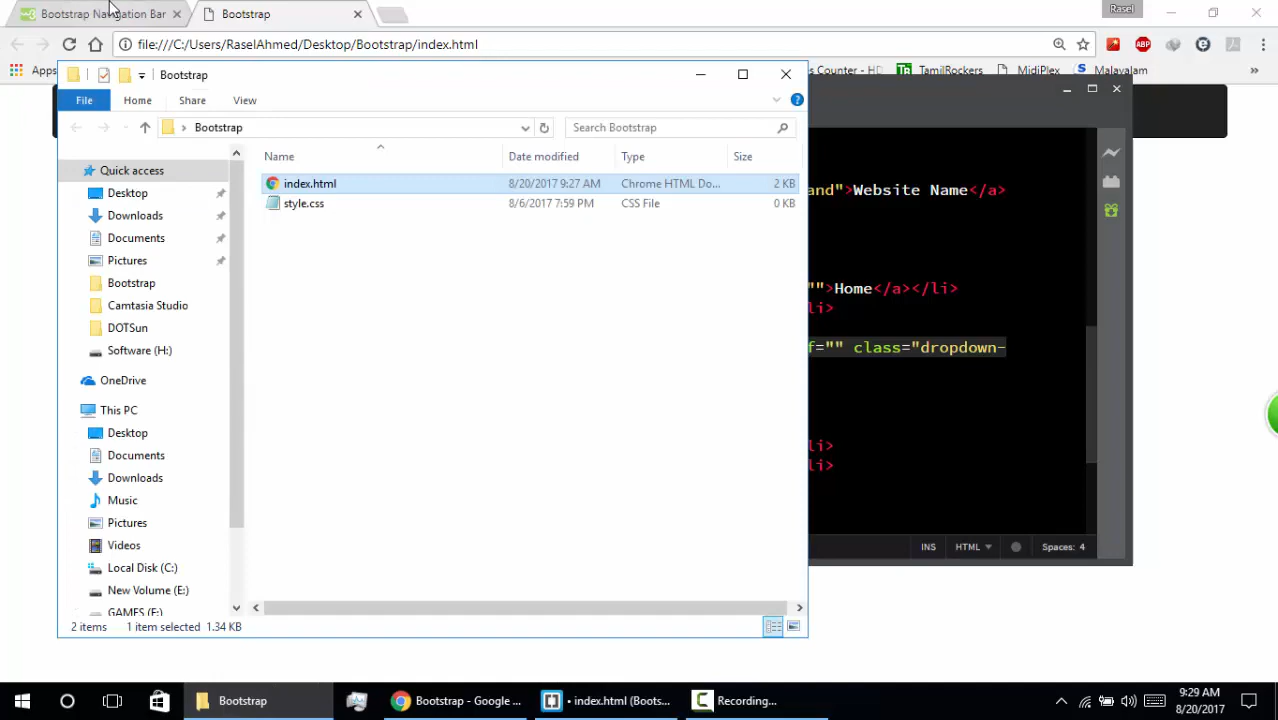 Bootstrap Navigation Bar
Bootstrap
Rasel
file:///C:/Users/RaselAhmed/Desktop/Bootstrap/index.html
ABP
Apps
s Counter - HD
TB TamilRockers
MidiPlex
S Malayalam
»
Bootstrap
File
Home
Share
View
Bootstrap
Search Bootstrap
Name
Date modified
Type
Size
index.html
8/20/2017 9:27 AM
Chrome HTML Do...
2 KB
style.css
8/6/2017 7:59 PM
CSS File
0 KB
Quick access
Desktop
Downloads
Documents
Pictures
Bootstrap
Camtasia Studio
DOTSun
Software (H:)
OneDrive
This PC
Desktop
Documents
Downloads
Music
Pictures
Videos
Local Disk (C:)
New Volume (E:)
GAMES (F:)
2 items
1 item selected 1.34 KB
and">Website Name</a>
"">Home</a></li>
li>
f="" class="dropdown-
li>
li>
INS
HTML
Spaces: 4
Bootstrap
Bootstrap - Google ...
• index.html (Boots...
Recording...
9:29 AM
8/20/2017